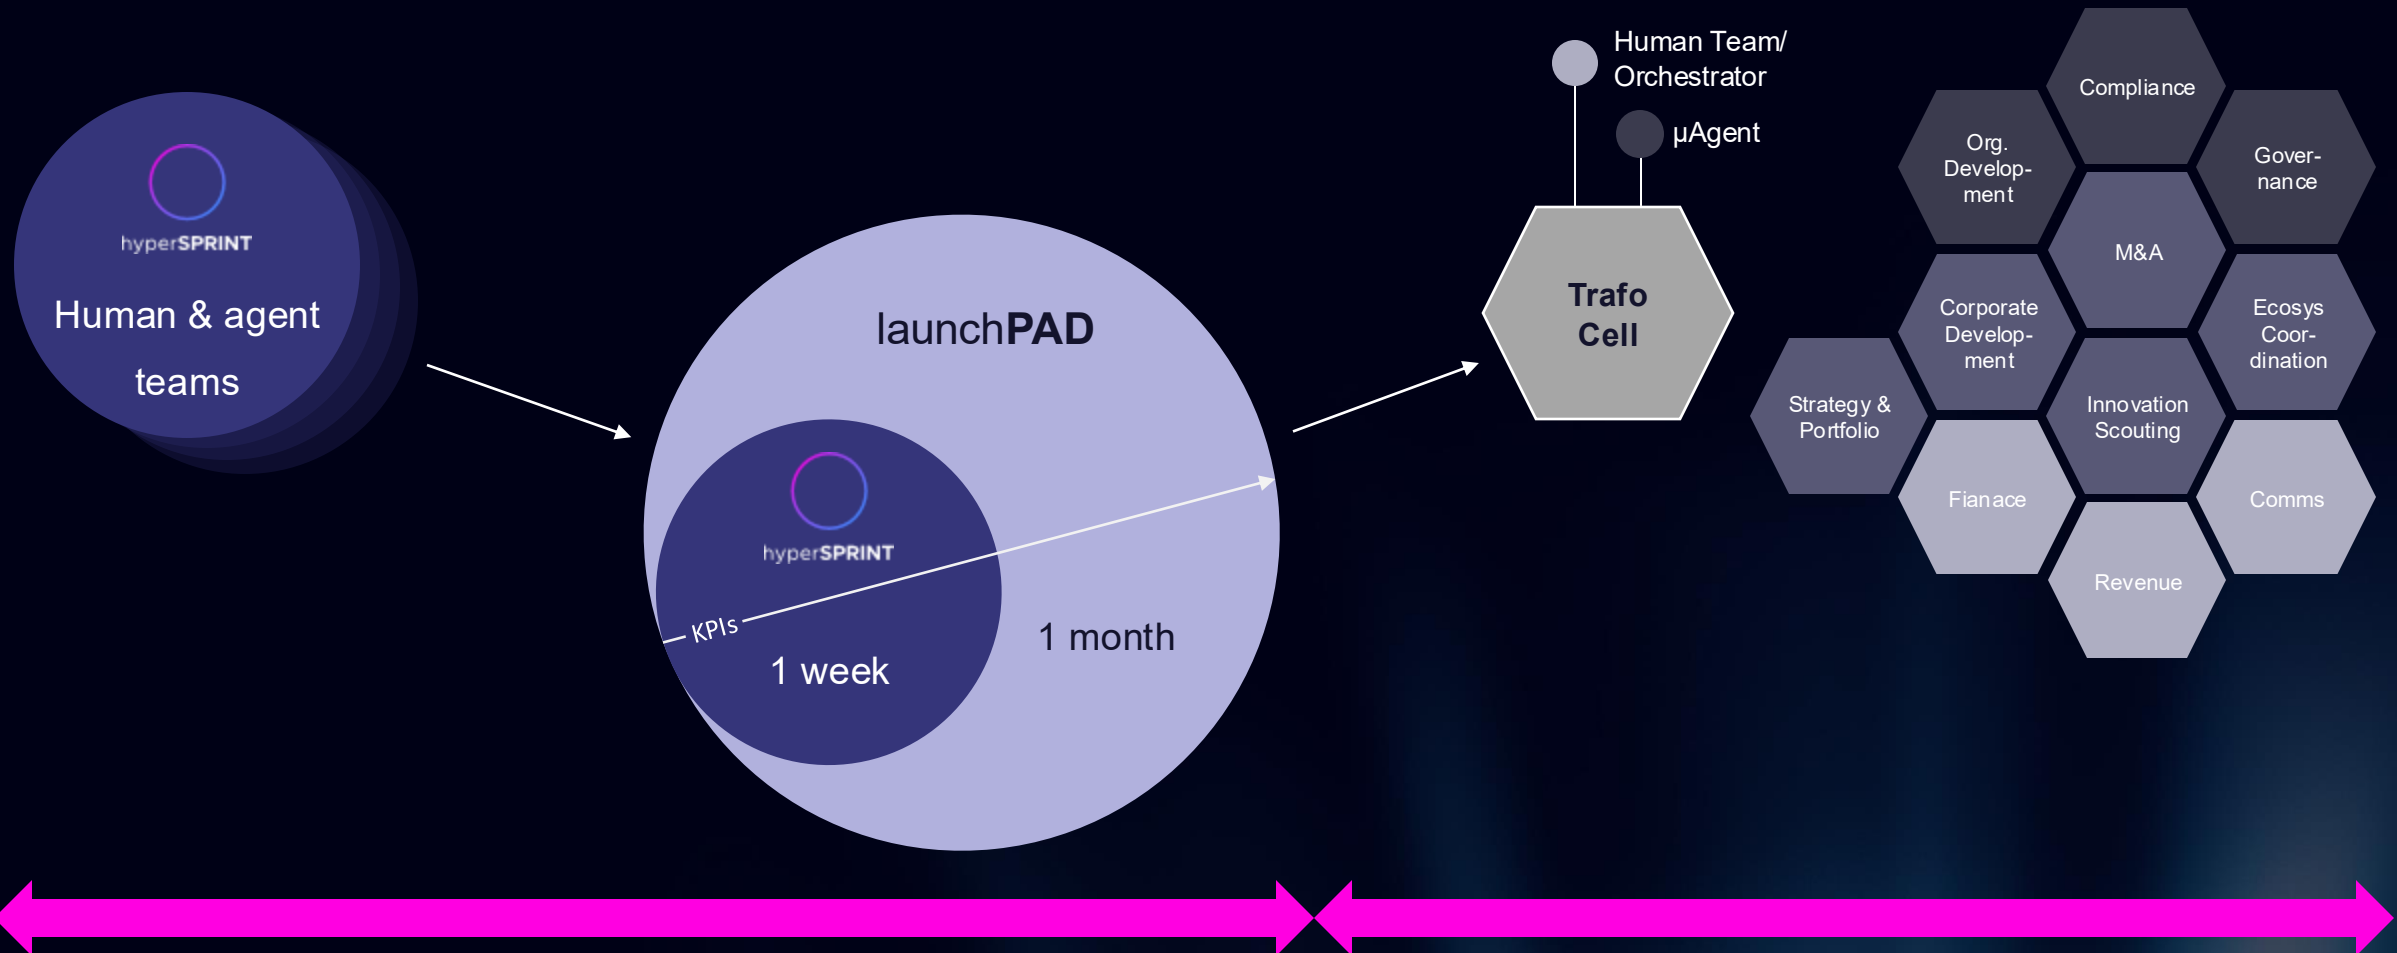 hyperSPRINT
Human & agent
teams
launchPAD
hyperSPRINT
KPIs
1 week
1 month
Human Team/
Orchestrator
µAgent
Trafo
Cell
Compliance
Org.
Develop-
ment
Gover-
nance
M&A
Corporate
Develop-
ment
Ecosys
Coor-
dination
Strategy &
Portfolio
Innovation
Scouting
Fianace
Comms
Revenue